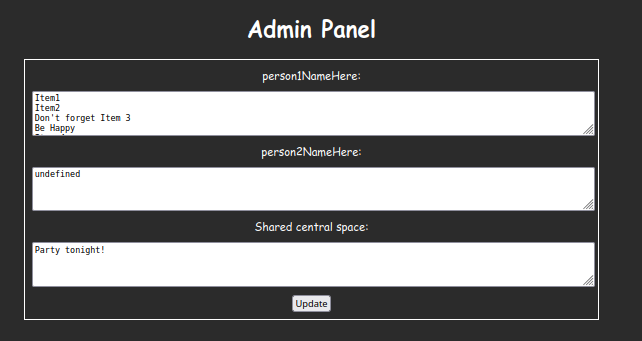 Admin Panel
person1NameHere:
Item1
Item2
Don't forget Item 3
Be Happy
person2NameHere:
undefined
Shared central space:
Party tonight!
Update